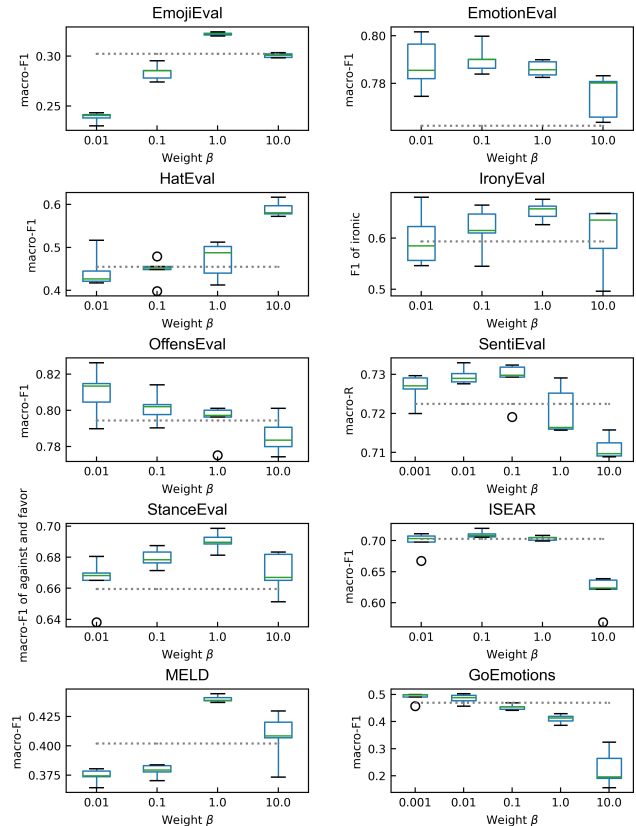 EmojiEval
macro-F1
0.30
0.25
0.01 0.1 1.0 10.0
Weight β
EmotionEval
macro-F1
0.80
0.78
0.01 0.1 1.0 10.0
Weight β
HatEval
macro-F1
0.6
0.5
0.4
0.01 0.1 1.0 10.0
Weight β
IronyEval
F1 of ironic
0.6
0.5
0.01 0.1 1.0 10.0
Weight β
OffensEval
macro-F1
0.82
0.80
0.78
0.01 0.1 1.0 10.0
Weight β
SentiEval
macro-R
0.73
0.72
0.71
0.001 0.01 0.1 1.0 10.0
Weight β
StanceEval
macro-F1 of against and favor
0.70
0.68
0.66
0.64
0.01 0.1 1.0 10.0
Weight β
ISEAR
macro-F1
0.70
0.65
0.60
0.01 0.1 1.0 10.0
Weight β
MELD
macro-F1
0.425
0.400
0.375
0.01 0.1 1.0 10.0
Weight β
GoEmotions
macro-F1
0.5
0.4
0.3
0.2
0.001 0.01 0.1 1.0 10.0
Weight β